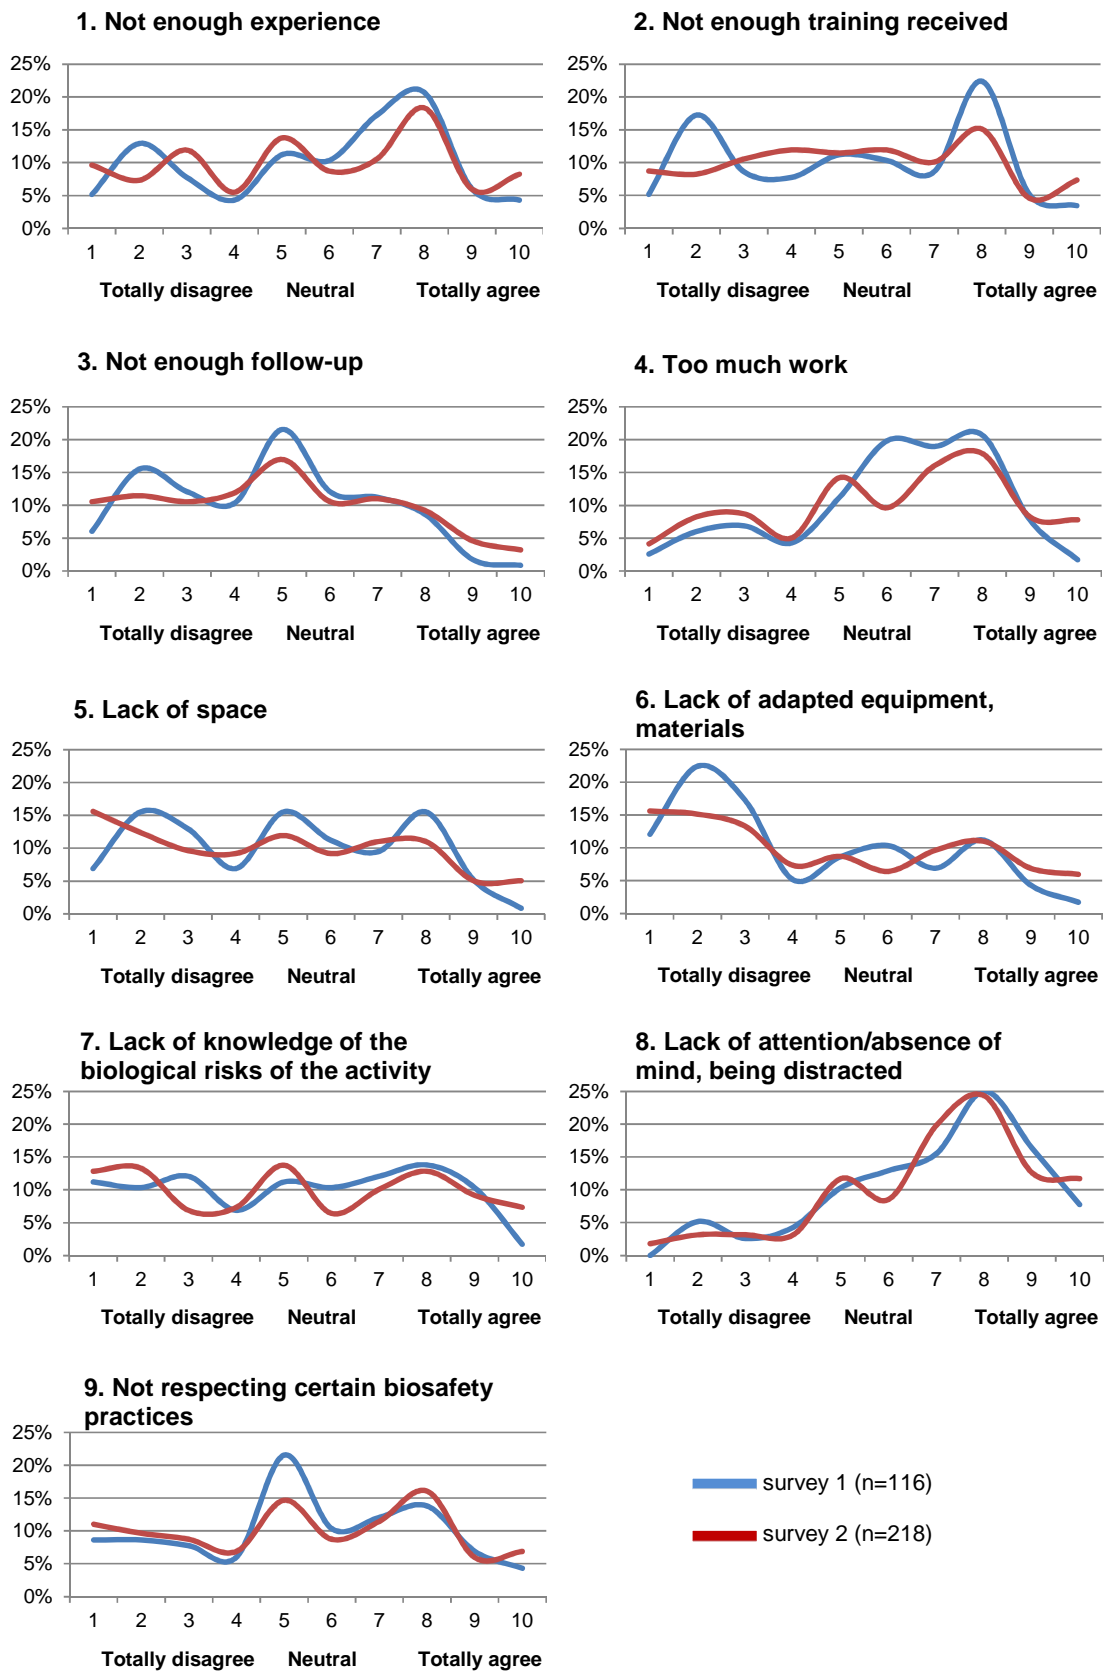 1. Not enough experience
25%
20%
15%
10%
5%
0%
1 2 3 4 5 6 7 8 9 10
Totally disagree Neutral Totally agree
2. Not enough training received
25%
20%
15%
10%
5%
0%
1 2 3 4 5 6 7 8 9 10
Totally disagree Neutral Totally agree
3. Not enough follow-up
25%
20%
15%
10%
5%
0%
1 2 3 4 5 6 7 8 9 10
Totally disagree Neutral Totally agree
4. Too much work
25%
20%
15%
10%
5%
0%
1 2 3 4 5 6 7 8 9 10
Totally disagree Neutral Totally agree
5. Lack of space
25%
20%
15%
10%
5%
0%
1 2 3 4 5 6 7 8 9 10
Totally disagree Neutral Totally agree
6. Lack of adapted equipment,
materials
25%
20%
15%
10%
5%
0%
1 2 3 4 5 6 7 8 9 10
Totally disagree Neutral Totally agree
7. Lack of knowledge of the
biological risks of the activity
25%
20%
15%
10%
5%
0%
1 2 3 4 5 6 7 8 9 10
Totally disagree Neutral Totally agree
8. Lack of attention/absence of
mind, being distracted
25%
20%
15%
10%
5%
0%
1 2 3 4 5 6 7 8 9 10
Totally disagree Neutral Totally agree
9. Not respecting certain biosafety
practices
25%
20%
15%
10%
5%
0%
1 2 3 4 5 6 7 8 9 10
Totally disagree Neutral Totally agree
survey 1 (n=116)
survey 2 (n=218)